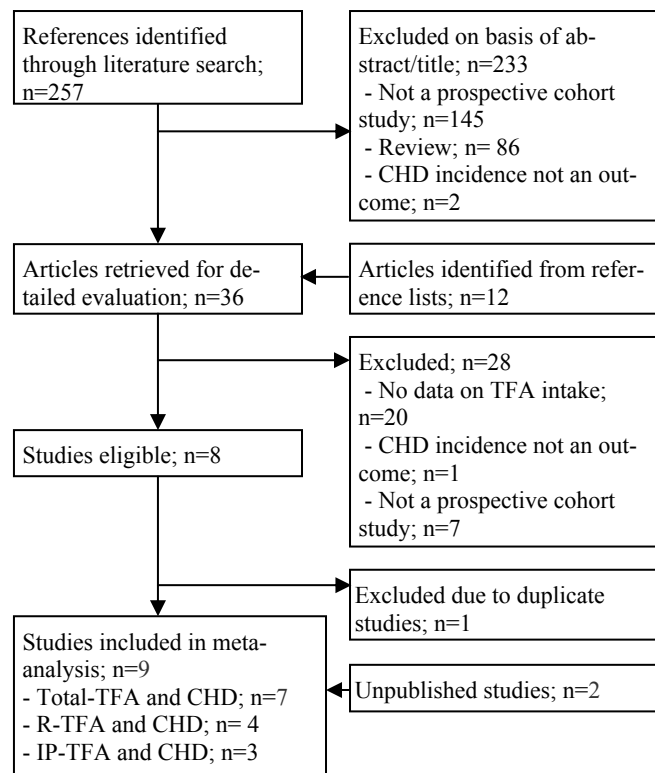 References identified
through literature search;
n=257
Excluded on basis of ab-
stract/title; n=233
- Not a prospective cohort
study; n=145
- Review; n= 86
- CHD incidence not an out-
come; n=2
Articles retrieved for de-
tailed evaluation; n=36
Articles identified from refer-
ence lists; n=12
Excluded; n=28
- No data on TFA intake;
n=20
- CHD incidence not an out-
come; n=1
- Not a prospective cohort
study; n=7
Studies eligible; n=8
Excluded due to duplicate
studies; n=1
Studies included in meta-
analysis; n=9
- Total-TFA and CHD; n=7
- R-TFA and CHD; n= 4
- IP-TFA and CHD; n=3
Unpublished studies; n=2